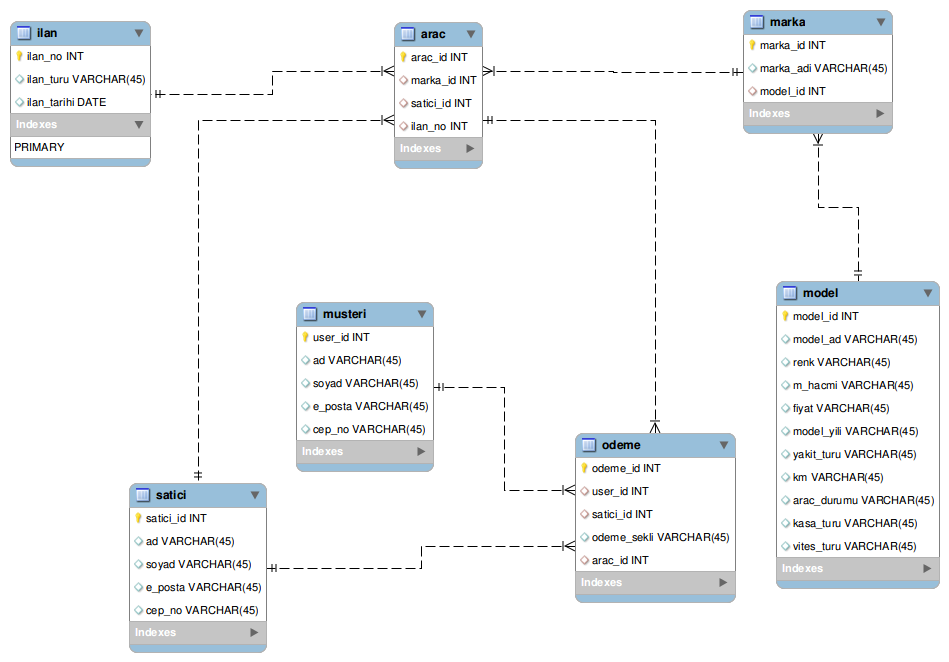 ilan
ilan_no INT
ilan_turu VARCHAR(45)
ilan_tarihi DATE
Indexes
PRIMARY
arac
arac_id INT
marka_id INT
satici_id INT
ilan_no INT
Indexes
marka
marka_id INT
marka_adi VARCHAR(45)
model_id INT
Indexes
musteri
user_id INT
ad VARCHAR(45)
soyad VARCHAR(45)
e_posta VARCHAR(45)
cep_no VARCHAR(45)
Indexes
model
model_id INT
model_ad VARCHAR(45)
renk VARCHAR(45)
m_hacmi VARCHAR(45)
fiyat VARCHAR(45)
model_yili VARCHAR(45)
yakit_turu VARCHAR(45)
km VARCHAR(45)
arac_durumu VARCHAR(45)
kasa_turu VARCHAR(45)
vites_turu VARCHAR(45)
Indexes
satici
satici_id INT
ad VARCHAR(45)
soyad VARCHAR(45)
e_posta VARCHAR(45)
cep_no VARCHAR(45)
Indexes
odeme
odeme_id INT
user_id INT
satici_id INT
odeme_sekli VARCHAR(45)
arac_id INT
Indexes